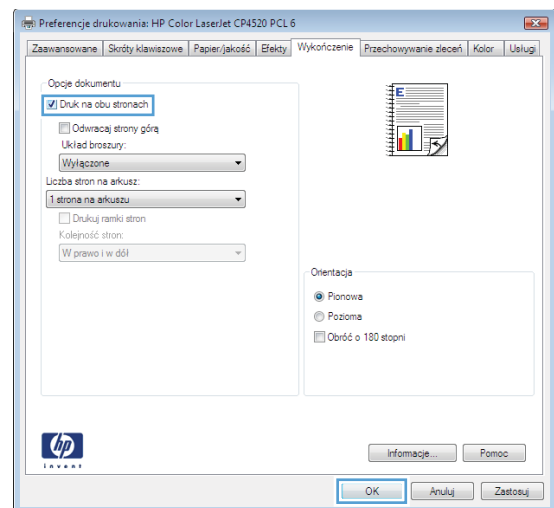 Preferencje drukowania: HP Color LaserJet CP4520 PCL 6
Zaawansowane Skróty klawiszowe Papier/jakość Efekty Wykończenie Przechowywanie zleceń Kolor Usługi
Opcje dokumentu
Druk na obu stronach
Odwracaj strony górą
Układ broszury:
Wyłączone
Liczba stron na arkusz:
1 strona na arkuszu
Drukuj ramki stron
Kolejność stron:
W prawo i w dół
E
Orientacja
Pionowa
Pozioma
Obróć o 180 stopni
hp
invent
Informacje... Pomoc
OK Anuluj Zastosuj